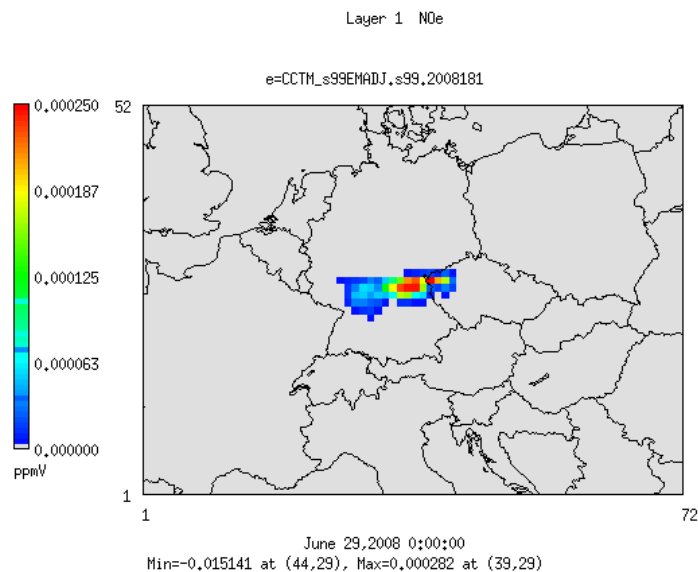 Layer 1 NOe
e=CCTM_s99EMADJ.s99.2008181
0.000250
0.000187
0.000125
0.000063
0.000000
ppmV
52
1
1
72
June 29,2008 0:00:00
Min=-0.015141 at (44,29), Max=0.000282 at (39,29)